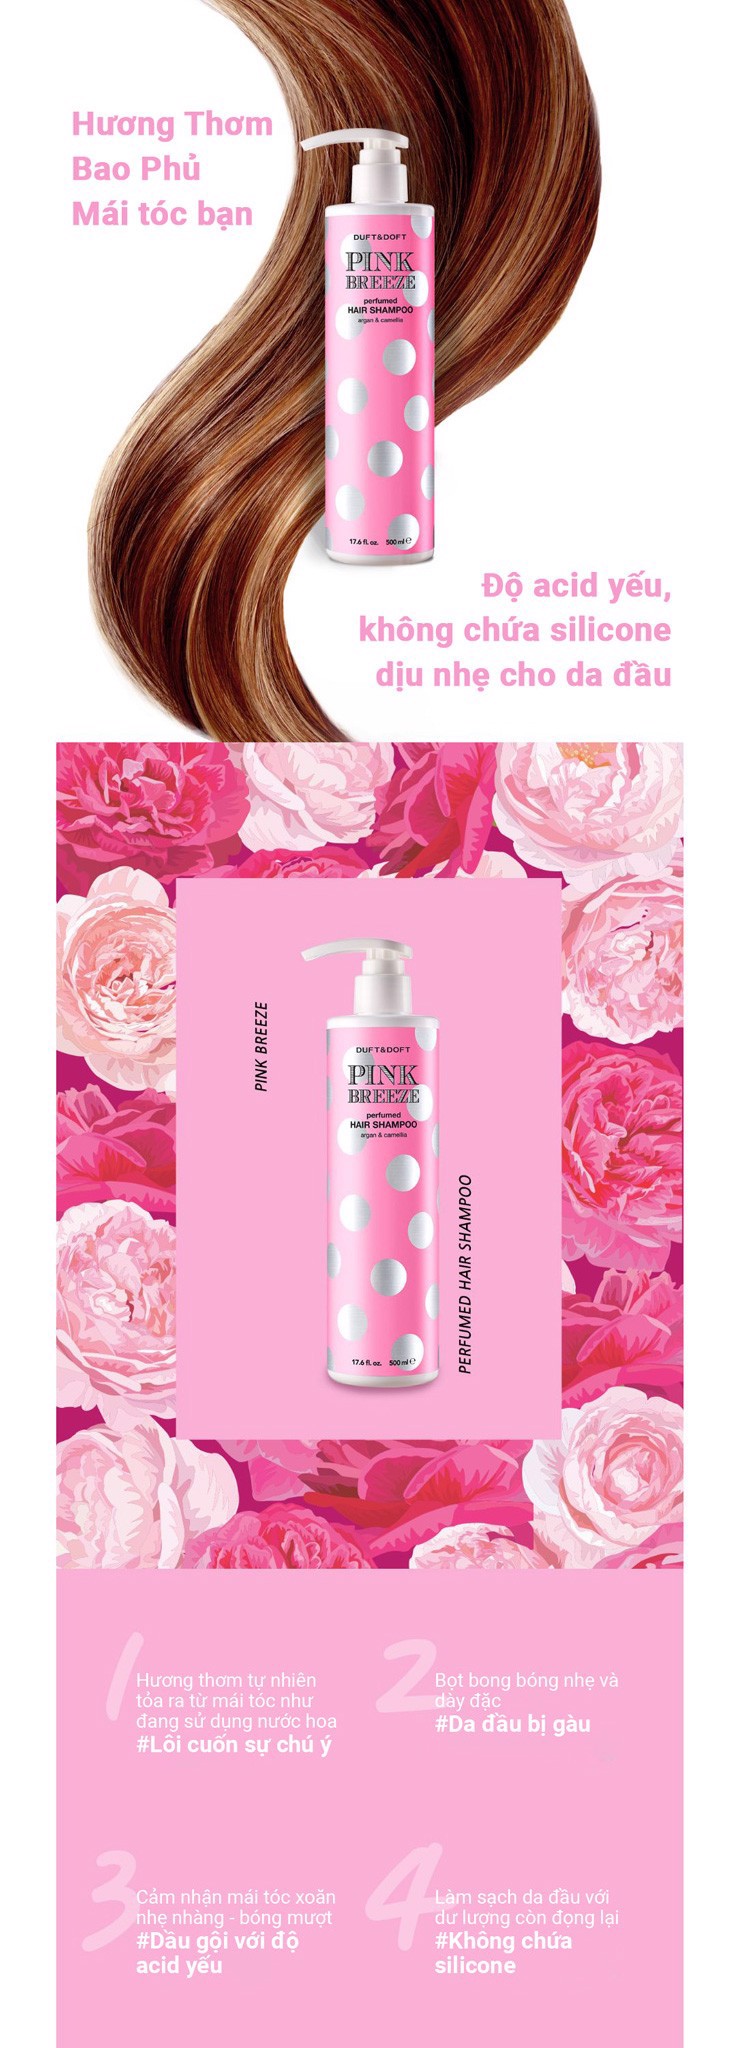 Hương Thơm
Bao Phủ
Mái tóc bạn
DUFT&DOFT
PINK
BREEZE
perfumed
HAIR SHAMPOO
argan & camellia
17.6 fl. oz. 500 ml ℮
Độ acid yếu,
không chứa silicone
dịu nhẹ cho da đầu
PINK BREEZE
DUFT&DOFT
PINK
BREEZE
perfumed
HAIR SHAMPOO
argan & camellia
17.6 fl. oz. 500 ml ℮
PERFUMED HAIR SHAMPOO
1
Hương thơm tự nhiên
tỏa ra từ mái tóc như
đang sử dụng nước hoa
#Lôi cuốn sự chú ý
2
Bọt bong bóng nhẹ và
dày đặc
#Da đầu bị gàu
3
Cảm nhận mái tóc xoăn
nhẹ nhàng - bóng mượt
#Dầu gội với độ
acid yếu
4
Làm sạch da đầu với
dư lượng còn đọng lại
#Không chứa
silicone